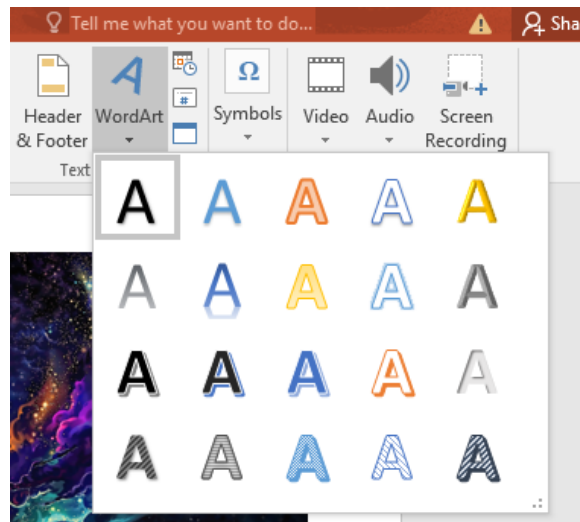 Tell me what you want to do...
Sha
Header & Footer
WordArt
Symbols
Video
Audio
Screen Recording
Text
Ω
#
A
A A A A A
A A A A A
A A A A A
A A A A A